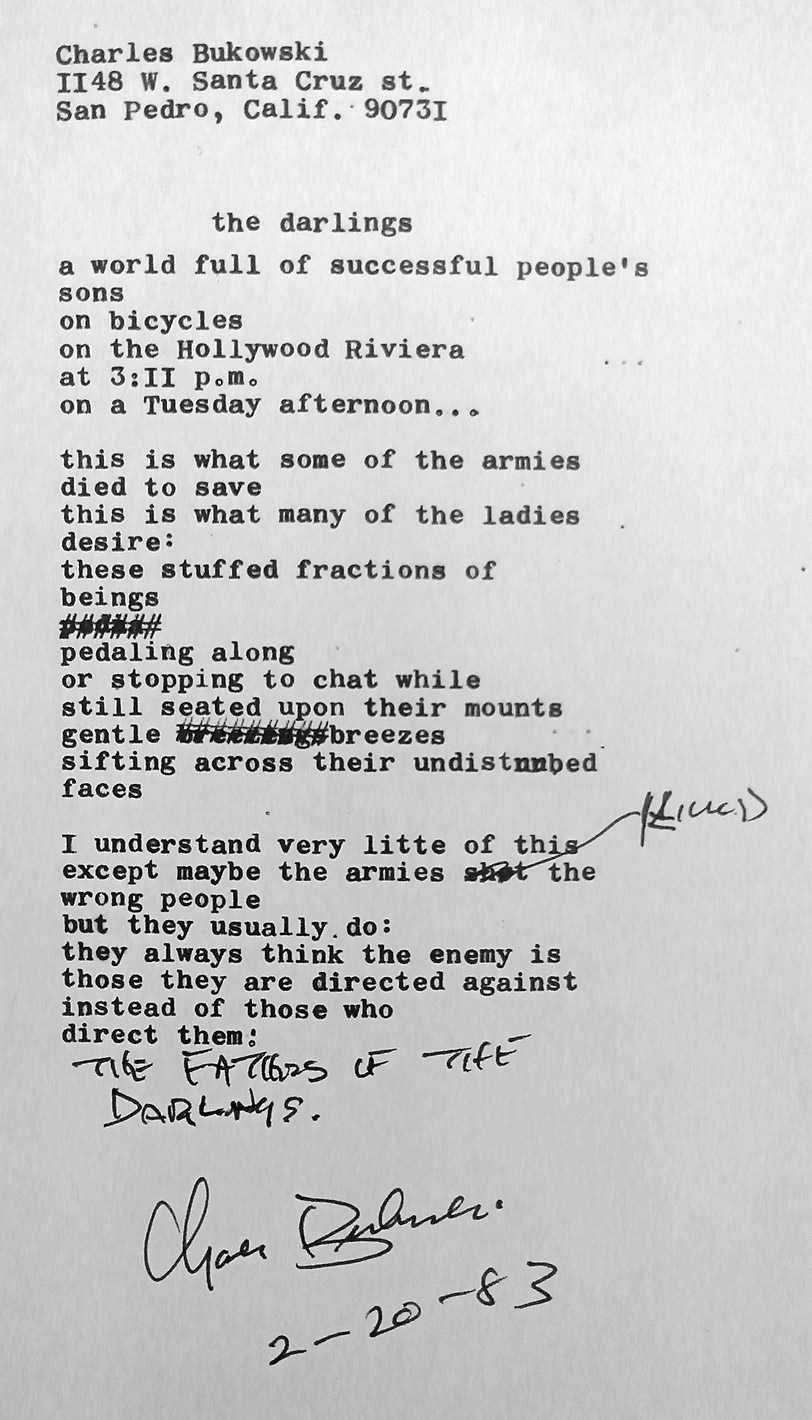 Charles Bukowski
II48 W. Santa Cruz st.
San Pedro, Calif. 9073I
the darlings
a world full of successful people's
sons
on bicycles
on the Hollywood Riviera
at 3:II p.m.
on a Tuesday afternoon...
this is what some of the armies
died to save
this is what many of the ladies
desire:
these stuffed fractions of
beings
pedaling along
or stopping to chat while
still seated upon their mounts
gentle breezes
sifting across their undisturbed
faces
KILLED
I understand very litte of this
except maybe the armies shot the
wrong people
but they usually do:
they always think the enemy is
those they are directed against
instead of those who
direct them:
THE FATHERS OF THE
DARLINGS.
Charles Bukowski
2-20-83